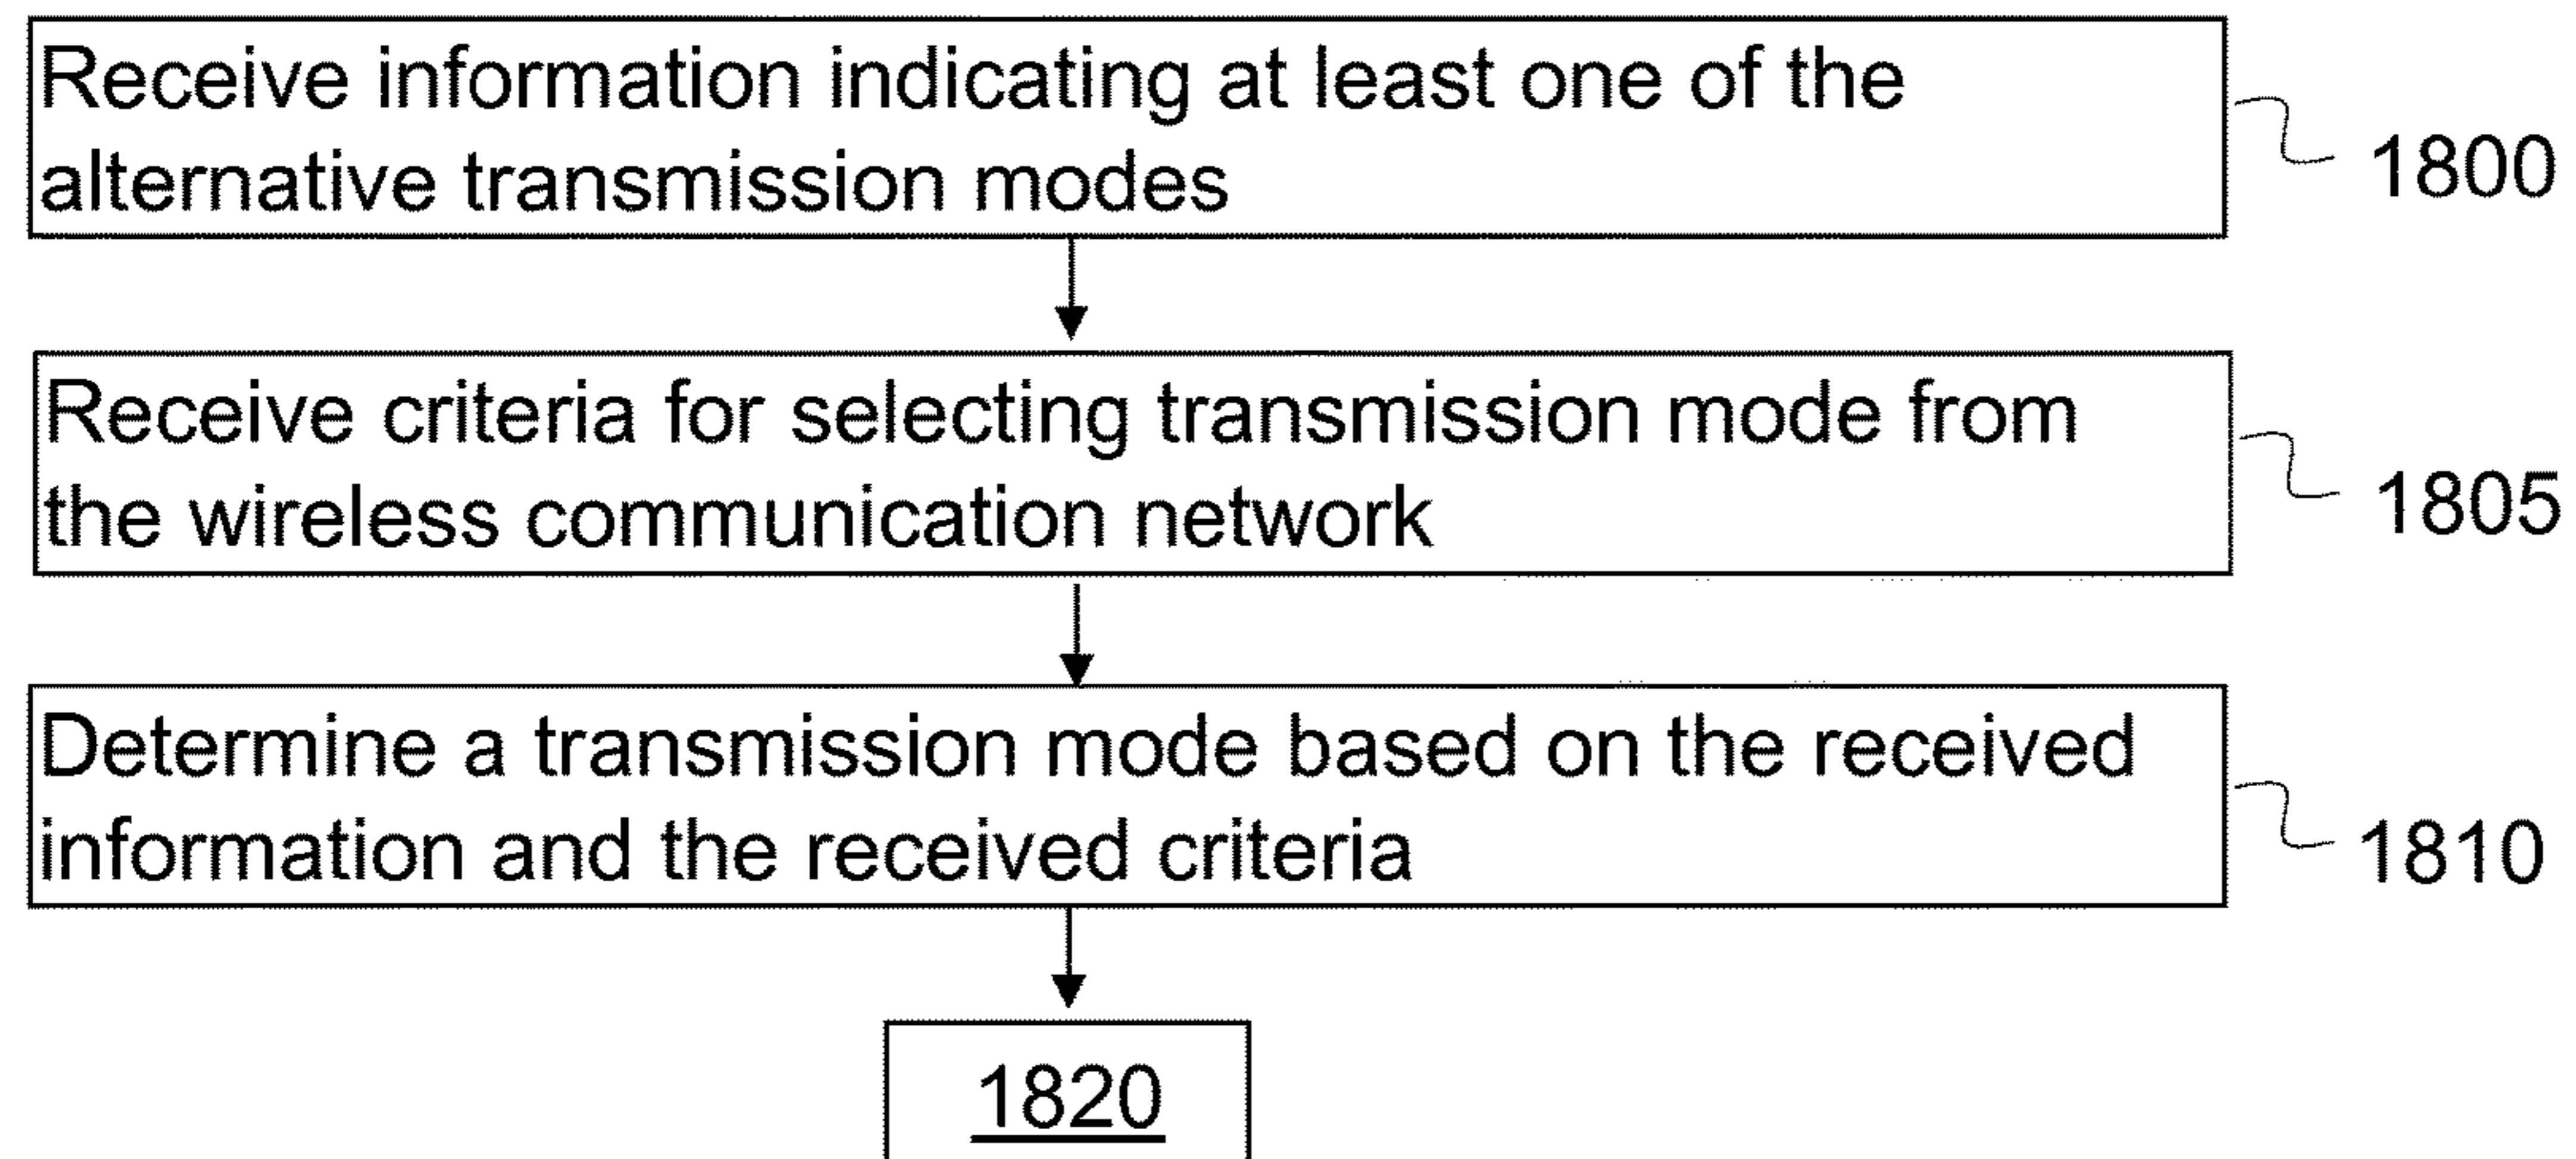 Receive information indicating at least one of the
alternative transmission modes
1800
Receive criteria for selecting transmission mode from
the wireless communication network
1805
Determine a transmission mode based on the received
information and the received criteria
1810
1820